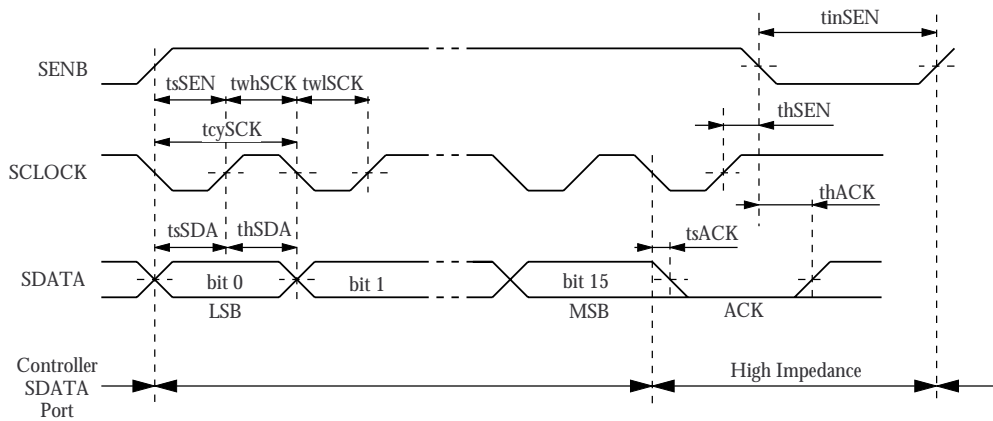 tinSEN
SENB
tsSEN twhSCK twlSCK
thSEN
tcySCK
SCLOCK
thACK
tsSDA thSDA
tsACK
SDATA
bit 0 bit 1 bit 15
LSB MSB ACK
Controller
SDATA
Port
High Impedance